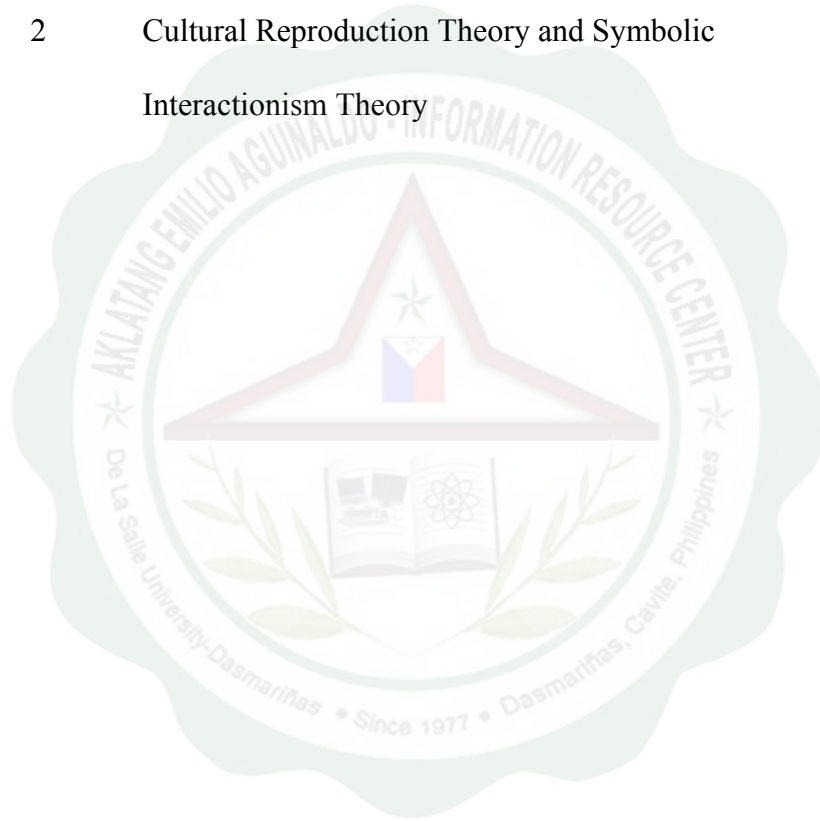 2 Cultural Reproduction Theory and Symbolic
Interactionism Theory
AKLATANG EMILIO AGUINALDO - INFORMATION RESOURCE CENTER
De La Salle University-Dasmariñas • Since 1977 • Dasmariñas, Cavite, Philippines